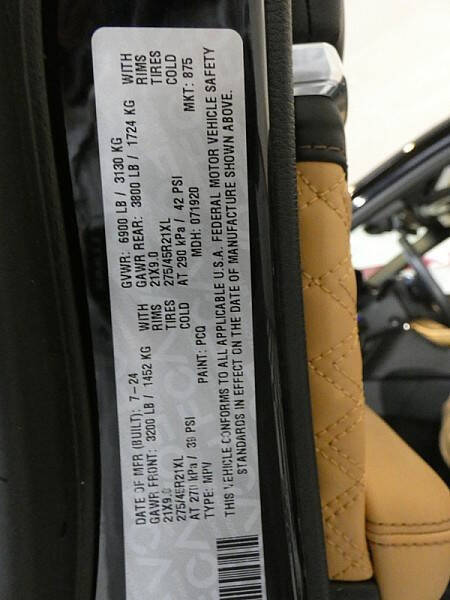 DATE OF MFR (BUILT): 7-24 GVWR: 6900 LB / 3130 KG
GAWR FRONT: 3200 LB / 1452 KG WITH GAWR REAR: 3800 LB / 1724 KG WITH
21X9.0 RIMS 21X9.0 RIMS
275/45R21XL TIRES 275/45R21XL TIRES
AT 270 kPa / 39 PSI COLD AT 290 kPa / 42 PSI COLD
TYPE: MPV PAINT: PCQ MDH: 071920 MKT: 875
THIS VEHICLE CONFORMS TO ALL APPLICABLE U.S.A. FEDERAL MOTOR VEHICLE SAFETY
STANDARDS IN EFFECT ON THE DATE OF MANUFACTURE SHOWN ABOVE.